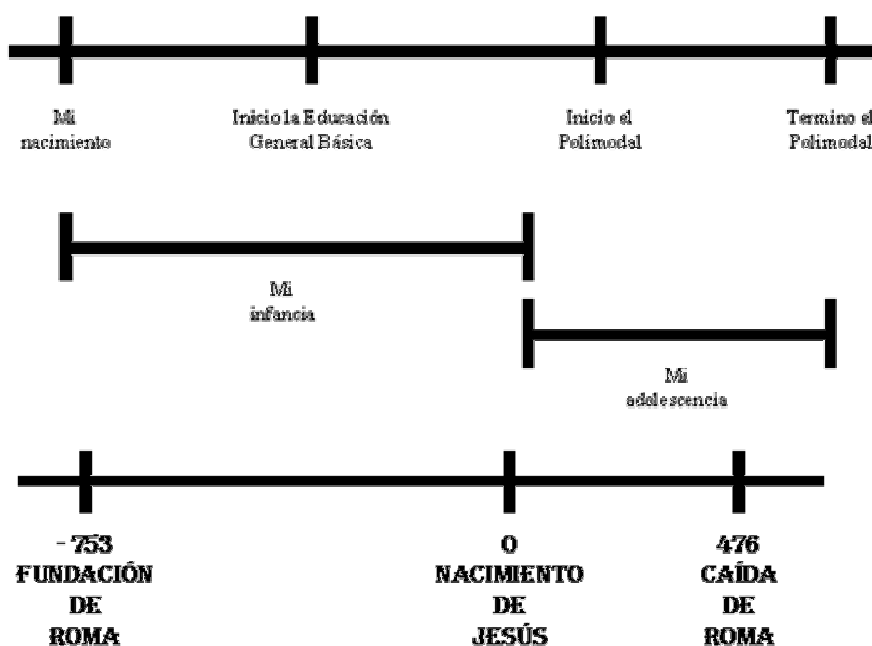 Mi
nacimiento
Inicio la Educación
General Básica
Inicio el
Polimodal
Termino el
Polimodal
Mi
infancia
Mi
adolescencia
- 753
FUNDACIÓN
DE
ROMA
0
NACIMIENTO
DE
JESÚS
476
CAÍDA
DE
ROMA